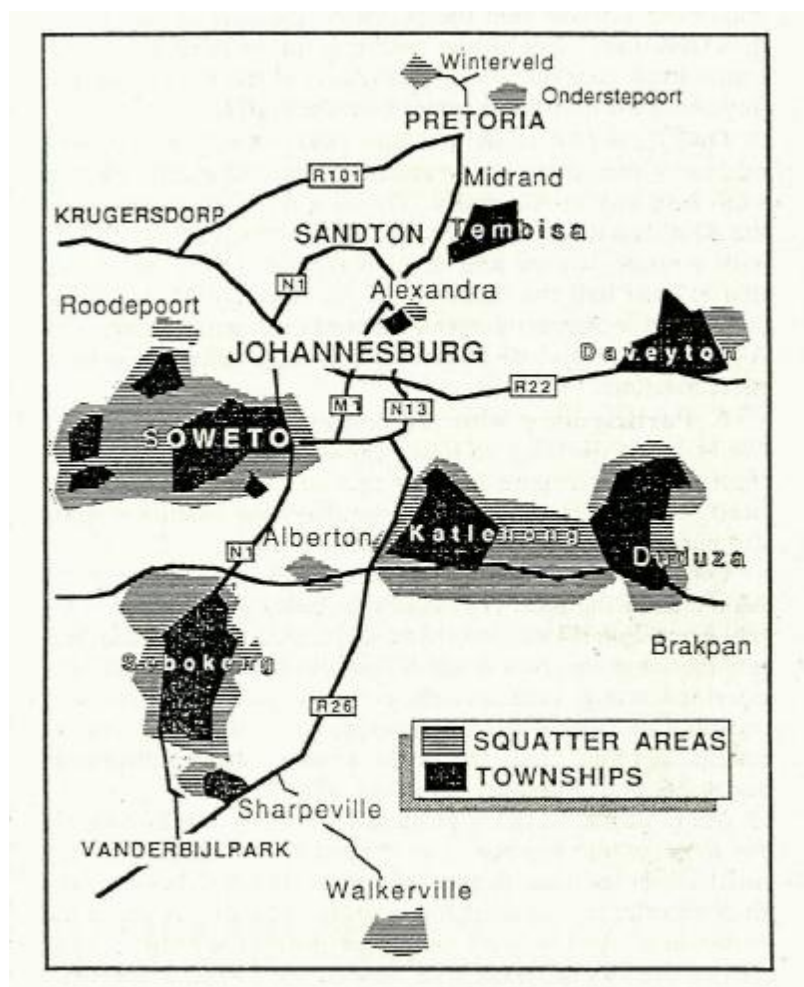 Winterveld
Onderstepoort
PRETORIA
R101
Midrand
KRUGERSDORP
SANDTON
Tembisa
N1
Alexandra
Roodepoort
JOHANNESBURG
Daveyton
R22
M1
N13
SOWETO
N1
Alberton
Katlehong
Duduza
Brakpan
Sebokeng
R26
SQUATTER AREAS
TOWNSHIPS
Sharpeville
VANDERBIJLPARK
Walkerville